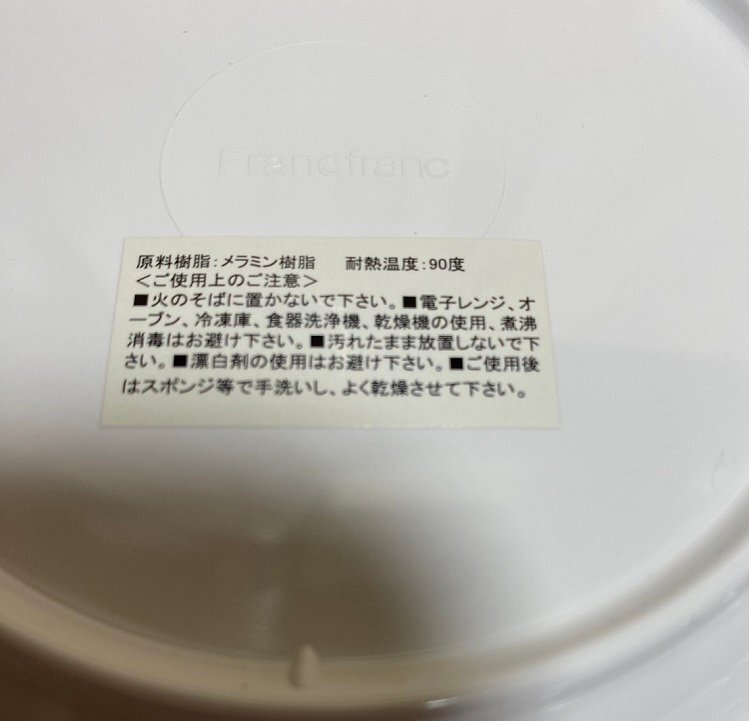 Francfranc
原料樹脂：メラミン樹脂　耐熱温度：90度
＜ご使用上のご注意＞
■火のそばに置かないで下さい。■電子レンジ、オ
ーブン、冷凍庫、食器洗浄機、乾燥機の使用、煮沸
消毒はお避け下さい。■汚れたまま放置しないで下
さい。■漂白剤の使用はお避け下さい。■ご使用後
はスポンジ等で手洗いし、よく乾燥させて下さい。